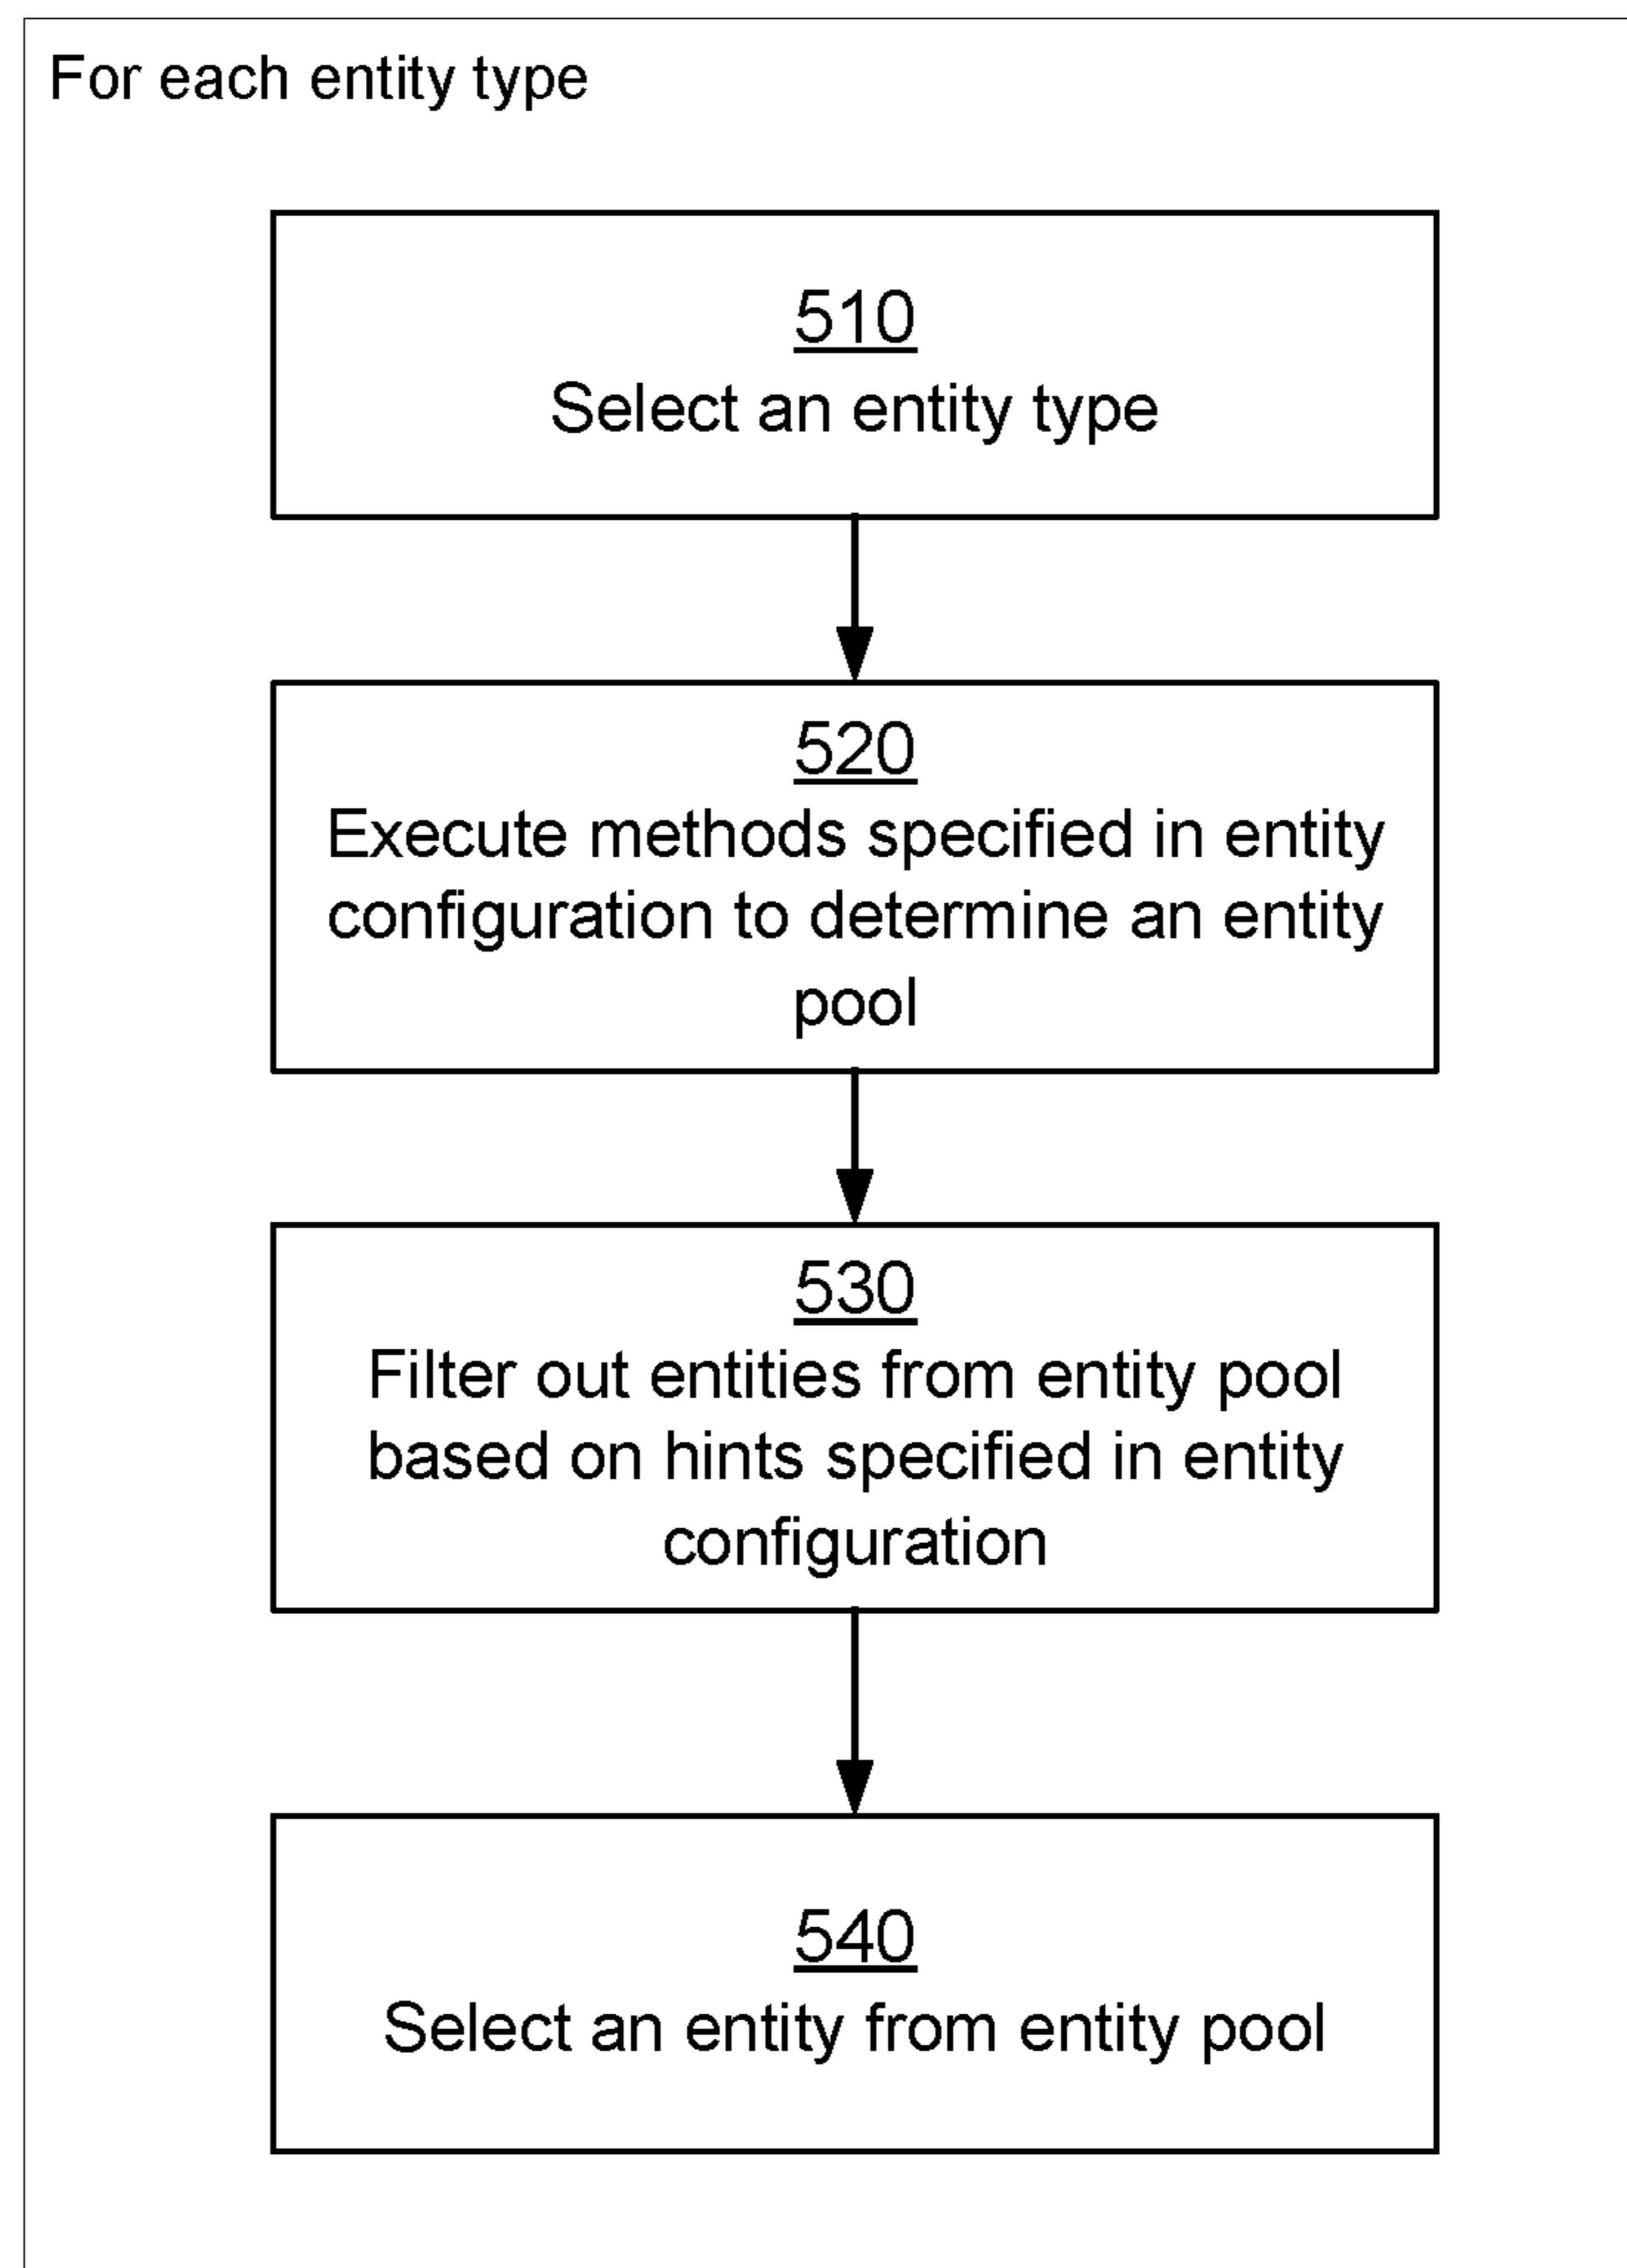 For each entity type
510
Select an entity type
520
Execute methods specified in entity
configuration to determine an entity
pool
530
Filter out entities from entity pool
based on hints specified in entity
configuration
540
Select an entity from entity pool